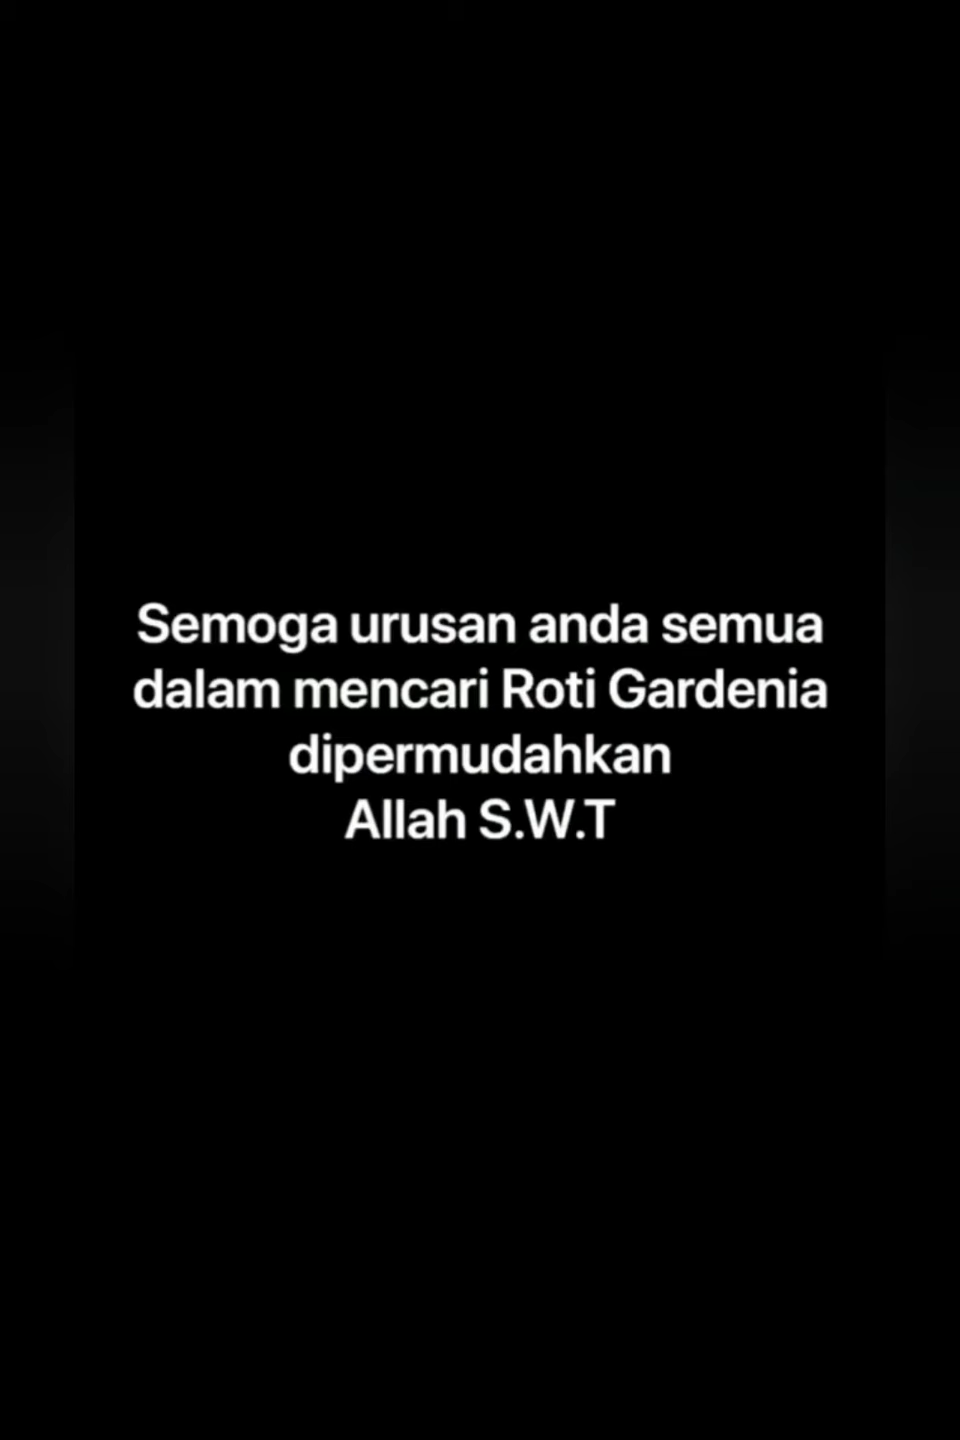 Semoga urusan anda semua
dalam mencari Roti Gardenia
dipermudahkan
Allah S.W.T